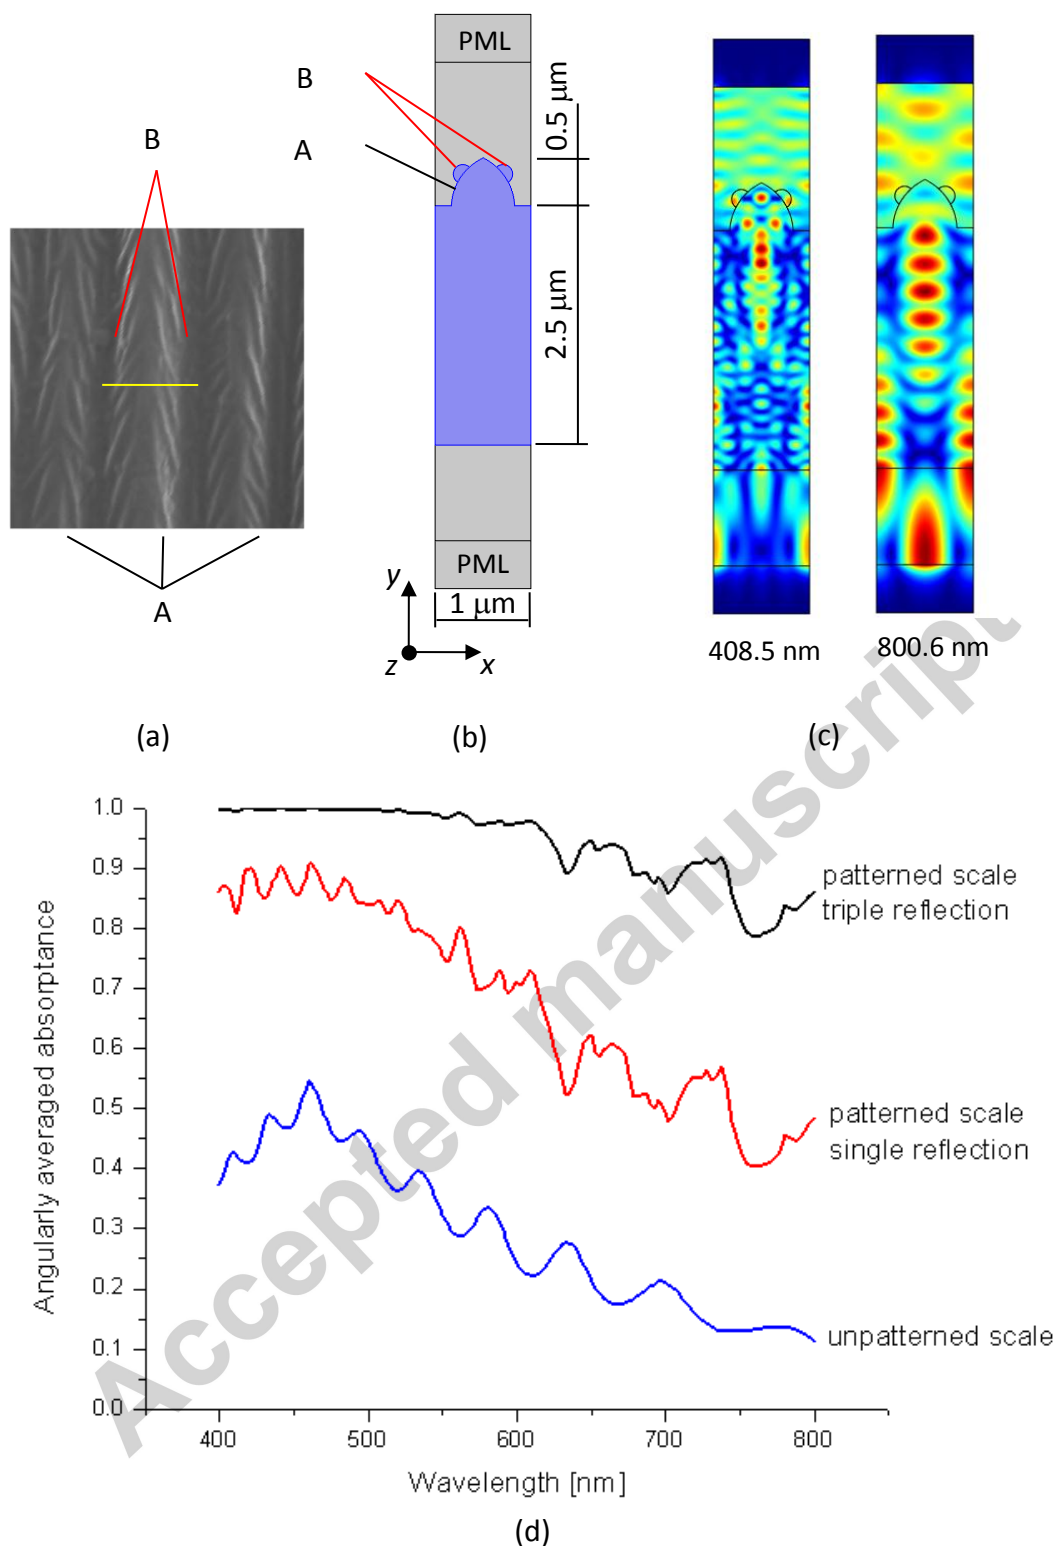 B
A
(a)
PML
B
A
0.5 µm
2.5 µm
PML
1 µm
y
z
x
(b)
408.5 nm
800.6 nm
(c)
Accepted manuscript
Angularly averaged absorptance
1.0
0.9
0.8
0.7
0.6
0.5
0.4
0.3
0.2
0.1
0.0
400
500
600
700
800
Wavelength [nm]
patterned scale
triple reflection
patterned scale
single reflection
unpatterned scale
(d)